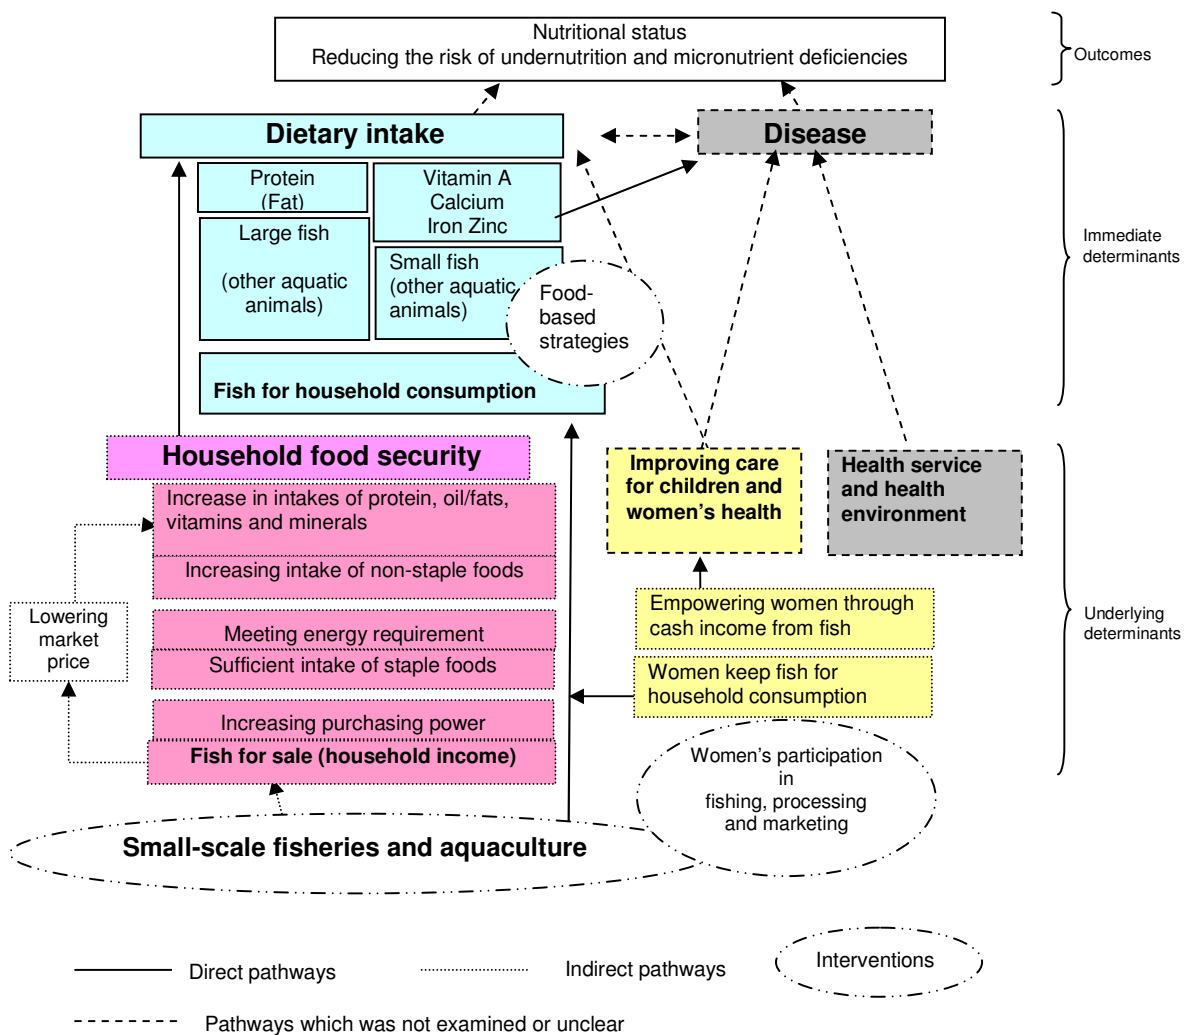 Nutritional status
Reducing the risk of undernutrition and micronutrient deficiencies
Outcomes
Dietary intake
Disease
Protein
(Fat)
Vitamin A
Calcium
Iron Zinc
Large fish
(other aquatic
animals)
Small fish
(other aquatic
animals)
Food-
based
strategies
Fish for household consumption
Immediate
determinants
Household food security
Increase in intakes of protein, oil/fats,
vitamins and minerals
Increasing intake of non-staple foods
Meeting energy requirement
Sufficient intake of staple foods
Increasing purchasing power
Fish for sale (household income)
Lowering
market
price
Improving care
for children and
women's health
Health service
and health
environment
Empowering women through
cash income from fish
Women keep fish for
household consumption
Underlying
determinants
Women's participation
in
fishing, processing
and marketing
Small-scale fisheries and aquaculture
Direct pathways
Indirect pathways
Interventions
Pathways which was not examined or unclear